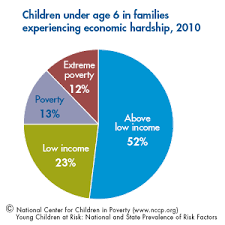 Children under age 6 in families
experiencing economic hardship, 2010
Extreme
poverty
12%
Poverty
13%
Above
low income
52%
Low income
23%
© National Center for Children in Poverty (www.nccp.org)
Young Children at Risk: National and State Prevalence of Risk Factors